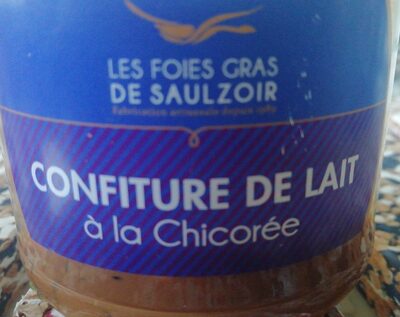 LES FOIES GRAS
DE SAULZOIR
Fabrication artisanale depuis
CONFITURE DE LAIT
à la Chicorée